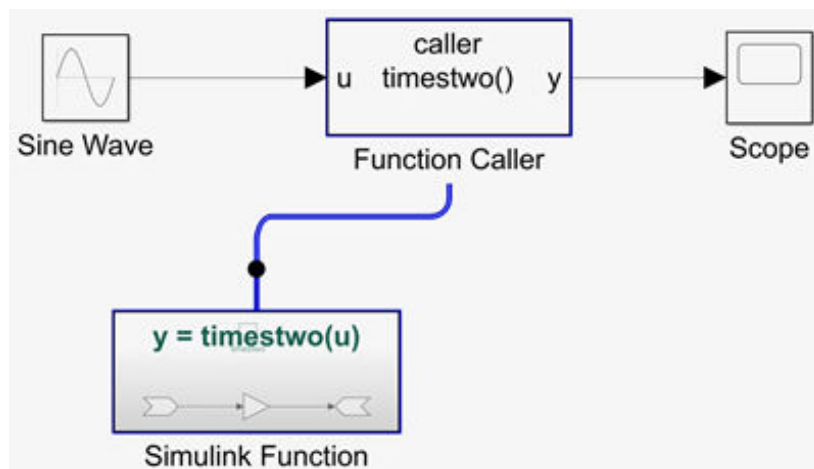 caller
u timestwo() y
Sine Wave
Function Caller
Scope
y = timestwo(u)
Simulink Function